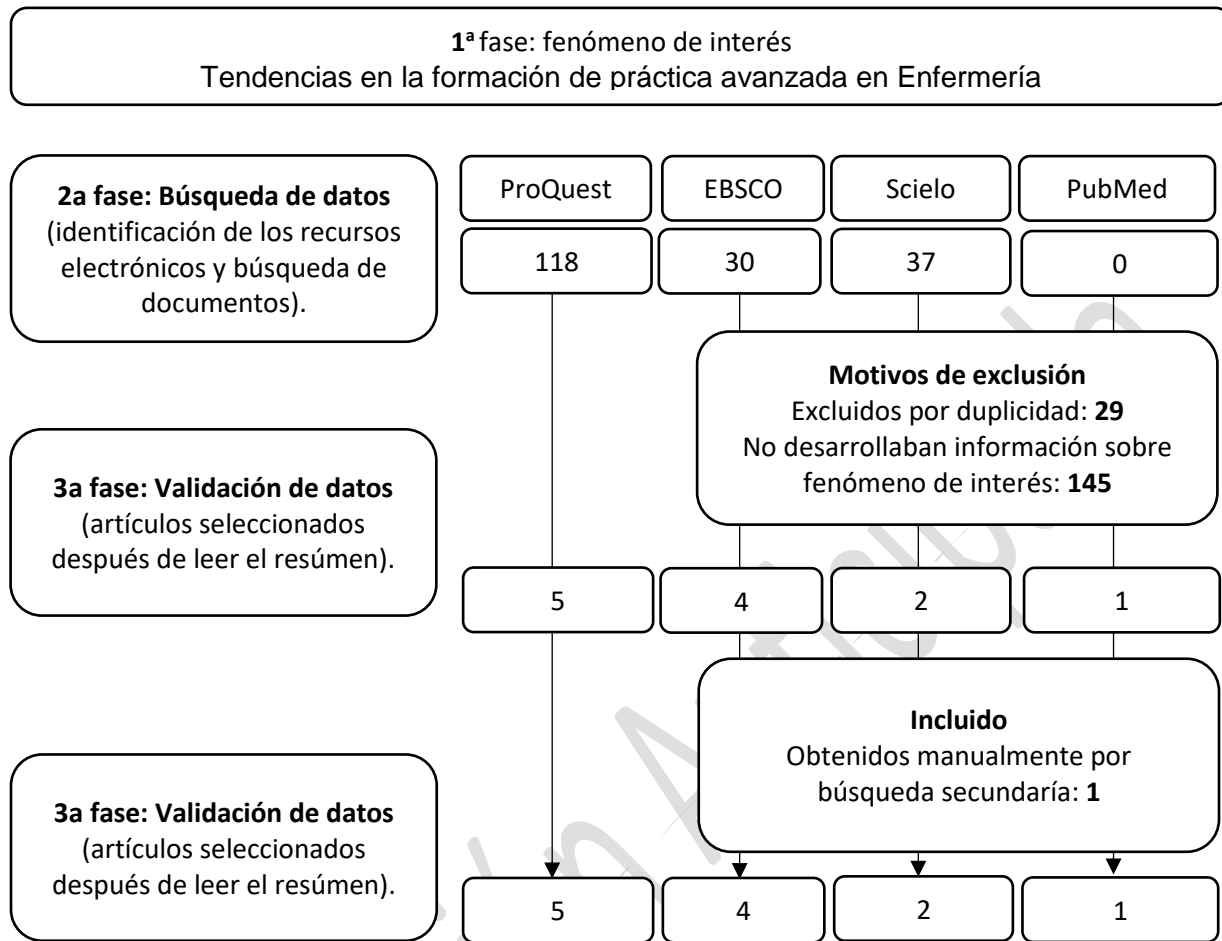 1ª fase: fenómeno de interés
Tendencias en la formación de práctica avanzada en Enfermería
2a fase: Búsqueda de datos
(identificación de los recursos
electrónicos y búsqueda de
documentos).
ProQuest
EBSCO
Scielo
PubMed
118
30
37
0
Motivos de exclusión
Excluidos por duplicidad: 29
No desarrollaban información sobre
fenómeno de interés: 145
3a fase: Validación de datos
(artículos seleccionados
después de leer el resúmen).
5
4
2
1
Incluido
Obtenidos manualmente por
búsqueda secundaría: 1
3a fase: Validación de datos
(artículos seleccionados
después de leer el resúmen).
5
4
2
1